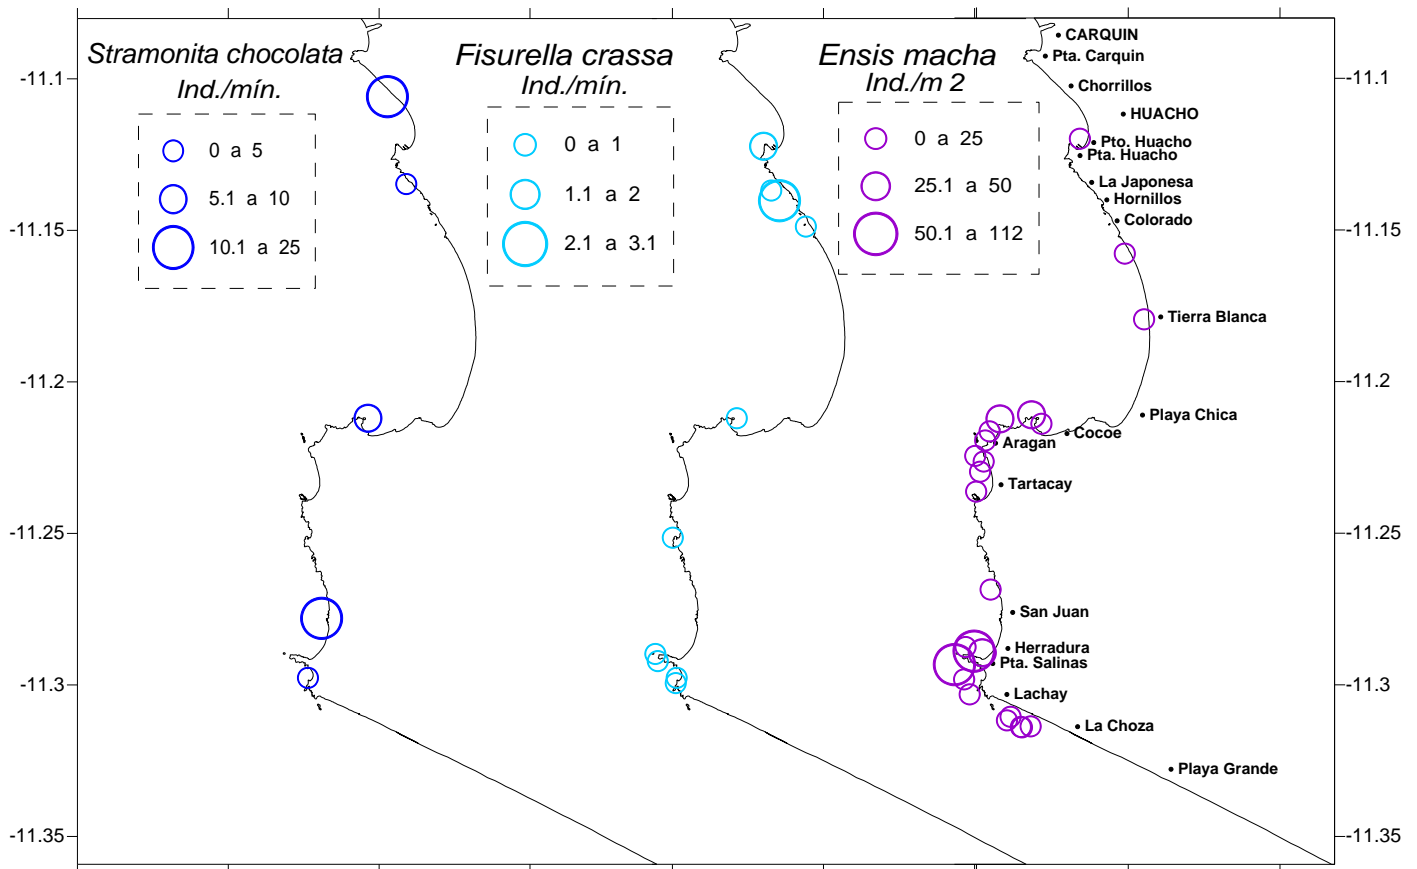 Stramonita chocolata
Ind./mín.
0 a 5
5.1 a 10
10.1 a 25
Fisurella crassa
Ind./mín.
0 a 1
1.1 a 2
2.1 a 3.1
Ensis macha
Ind./m 2
0 a 25
25.1 a 50
50.1 a 112
CARQUIN
Pta. Carquin
Chorrillos
HUACHO
Pto. Huacho
Pta. Huacho
La Japonesa
Hornillos
Colorado
Tierra Blanca
Playa Chica
Cocoe
Aragan
Tartacay
San Juan
Herradura
Pta. Salinas
Lachay
La Choza
Playa Grande
-11.1
-11.15
-11.2
-11.25
-11.3
-11.35
-11.1
-11.15
-11.2
-11.25
-11.3
-11.35